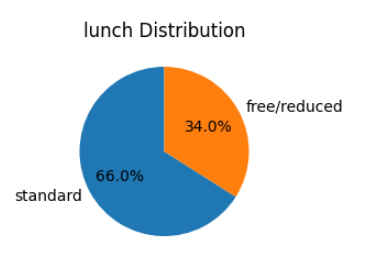 lunch Distribution
free/reduced
34.0%
66.0%
standard